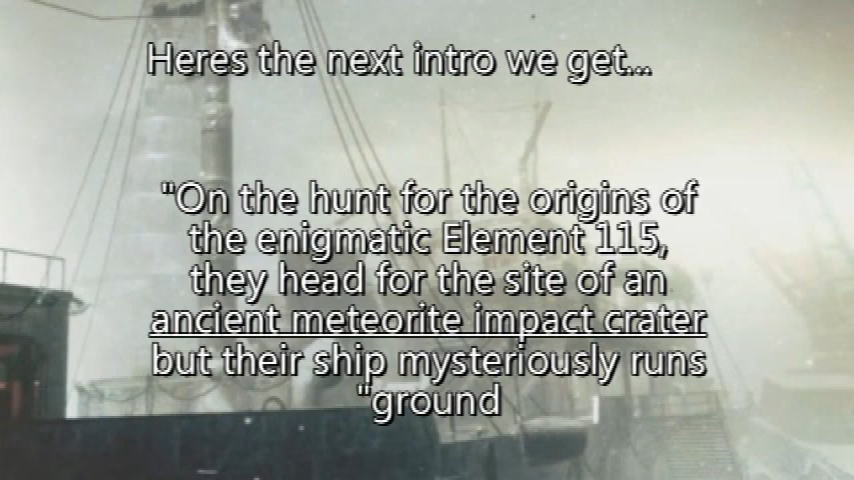 Heres the next intro we get...
"On the hunt for the origins of
the enigmatic Element 115,
they head for the site of an
ancient meteorite impact crater
but their ship mysteriously runs
"ground